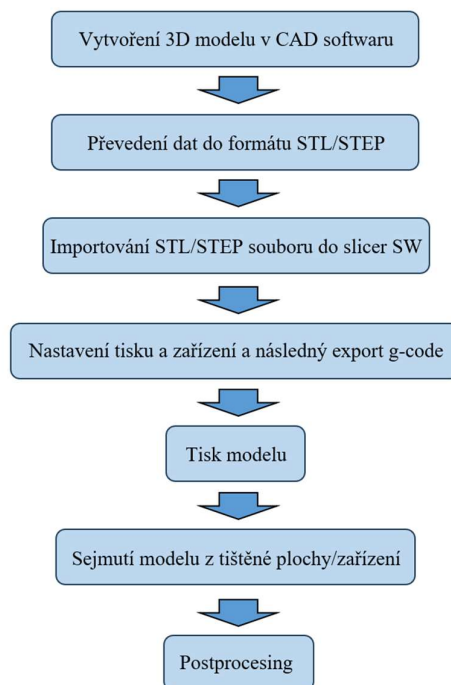 Vytvoření 3D modelu v CAD softwaru
Převedení dat do formátu STL/STEP
Importování STL/STEP souboru do slicer SW
Nastavení tisku a zařízení a následný export g-code
Tisk modelu
Sejmutí modelu z tištěné plochy/zařízení
Postprocesing